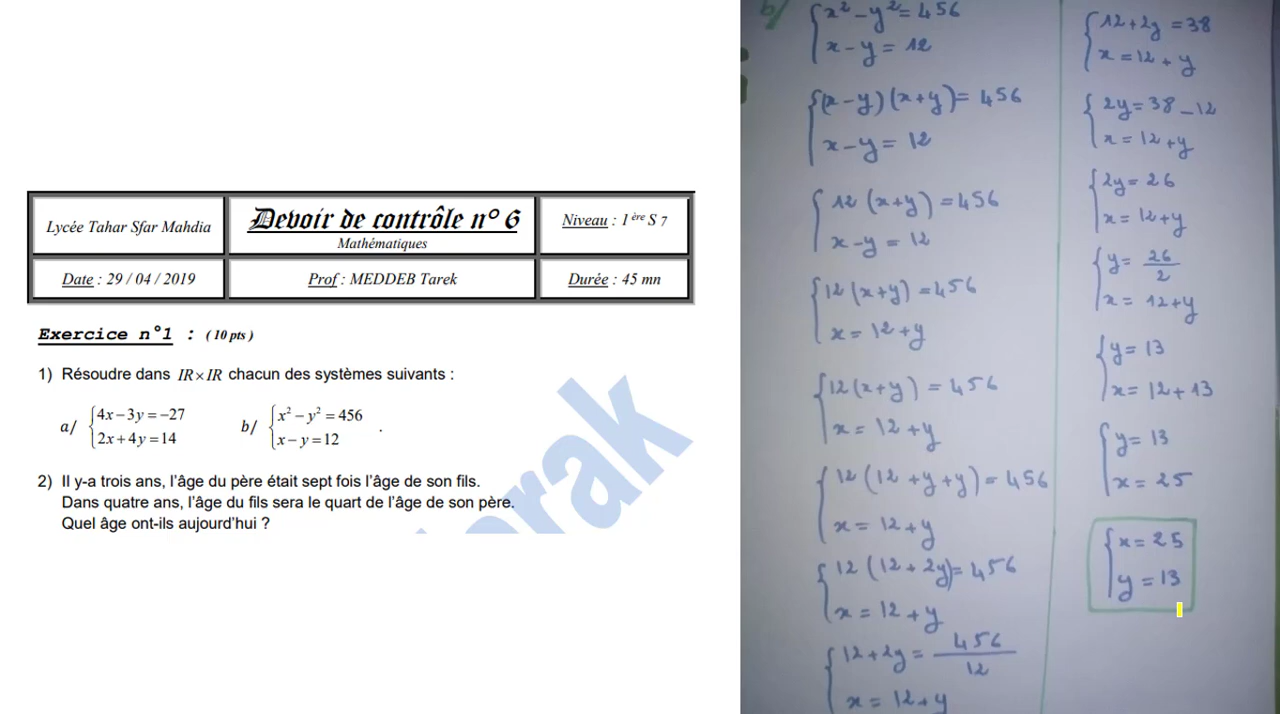 Lycée Tahar Sfar Mahdia
Devoir de contrôle n° 6
Mathématiques
Niveau : 1 ère S 7
Date : 29 / 04 / 2019
Prof : MEDDEB Tarek
Durée : 45 mn
Exercice n°1 : ( 10 pts )
1) Résoudre dans IR×IR chacun des systèmes suivants :
a/ {4x−3y=−27
2x+4y=14
b/ {x²−y²=456
x−y=12 .
2) Il y-a trois ans, l'âge du père était sept fois l'âge de son fils.
Dans quatre ans, l'âge du fils sera le quart de l'âge de son père.
Quel âge ont-ils aujourd'hui ?
b/ {x² − y² = 456
x − y = 12
{(x − y)(x+y) = 456
x − y = 12
{12 (x+y) = 456
x − y = 12
{12 (x+y) = 456
x = 12 + y
{12 (x+y) = 456
x = 12 + y
{12 (12 + y + y) = 456
x = 12 + y
{12 (12 + 2y) = 456
x = 12 + y
{12 + 2y = 456/12
x = 12 + y
{12 + 2y = 38
x = 12 + y
{2y = 38 − 12
x = 12 + y
{2y = 26
x = 12 + y
{y = 26/2
x = 12 + y
{y = 13
x = 12 + 13
{y = 13
x = 25
{x = 25
y = 13